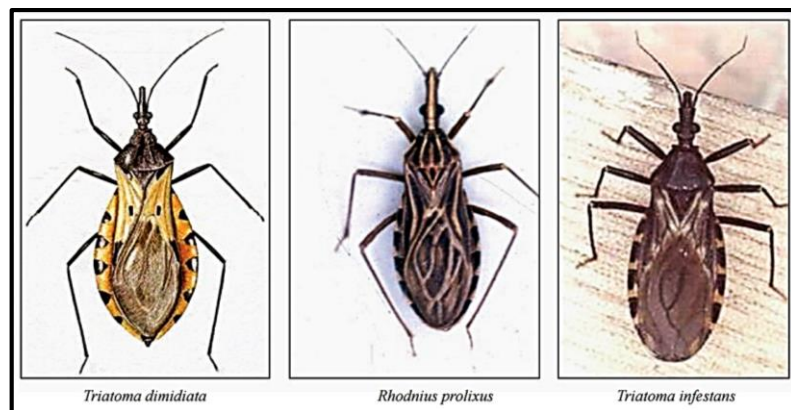 Triatoma dimidiata
Rhodnius prolixus
Triatoma infestans